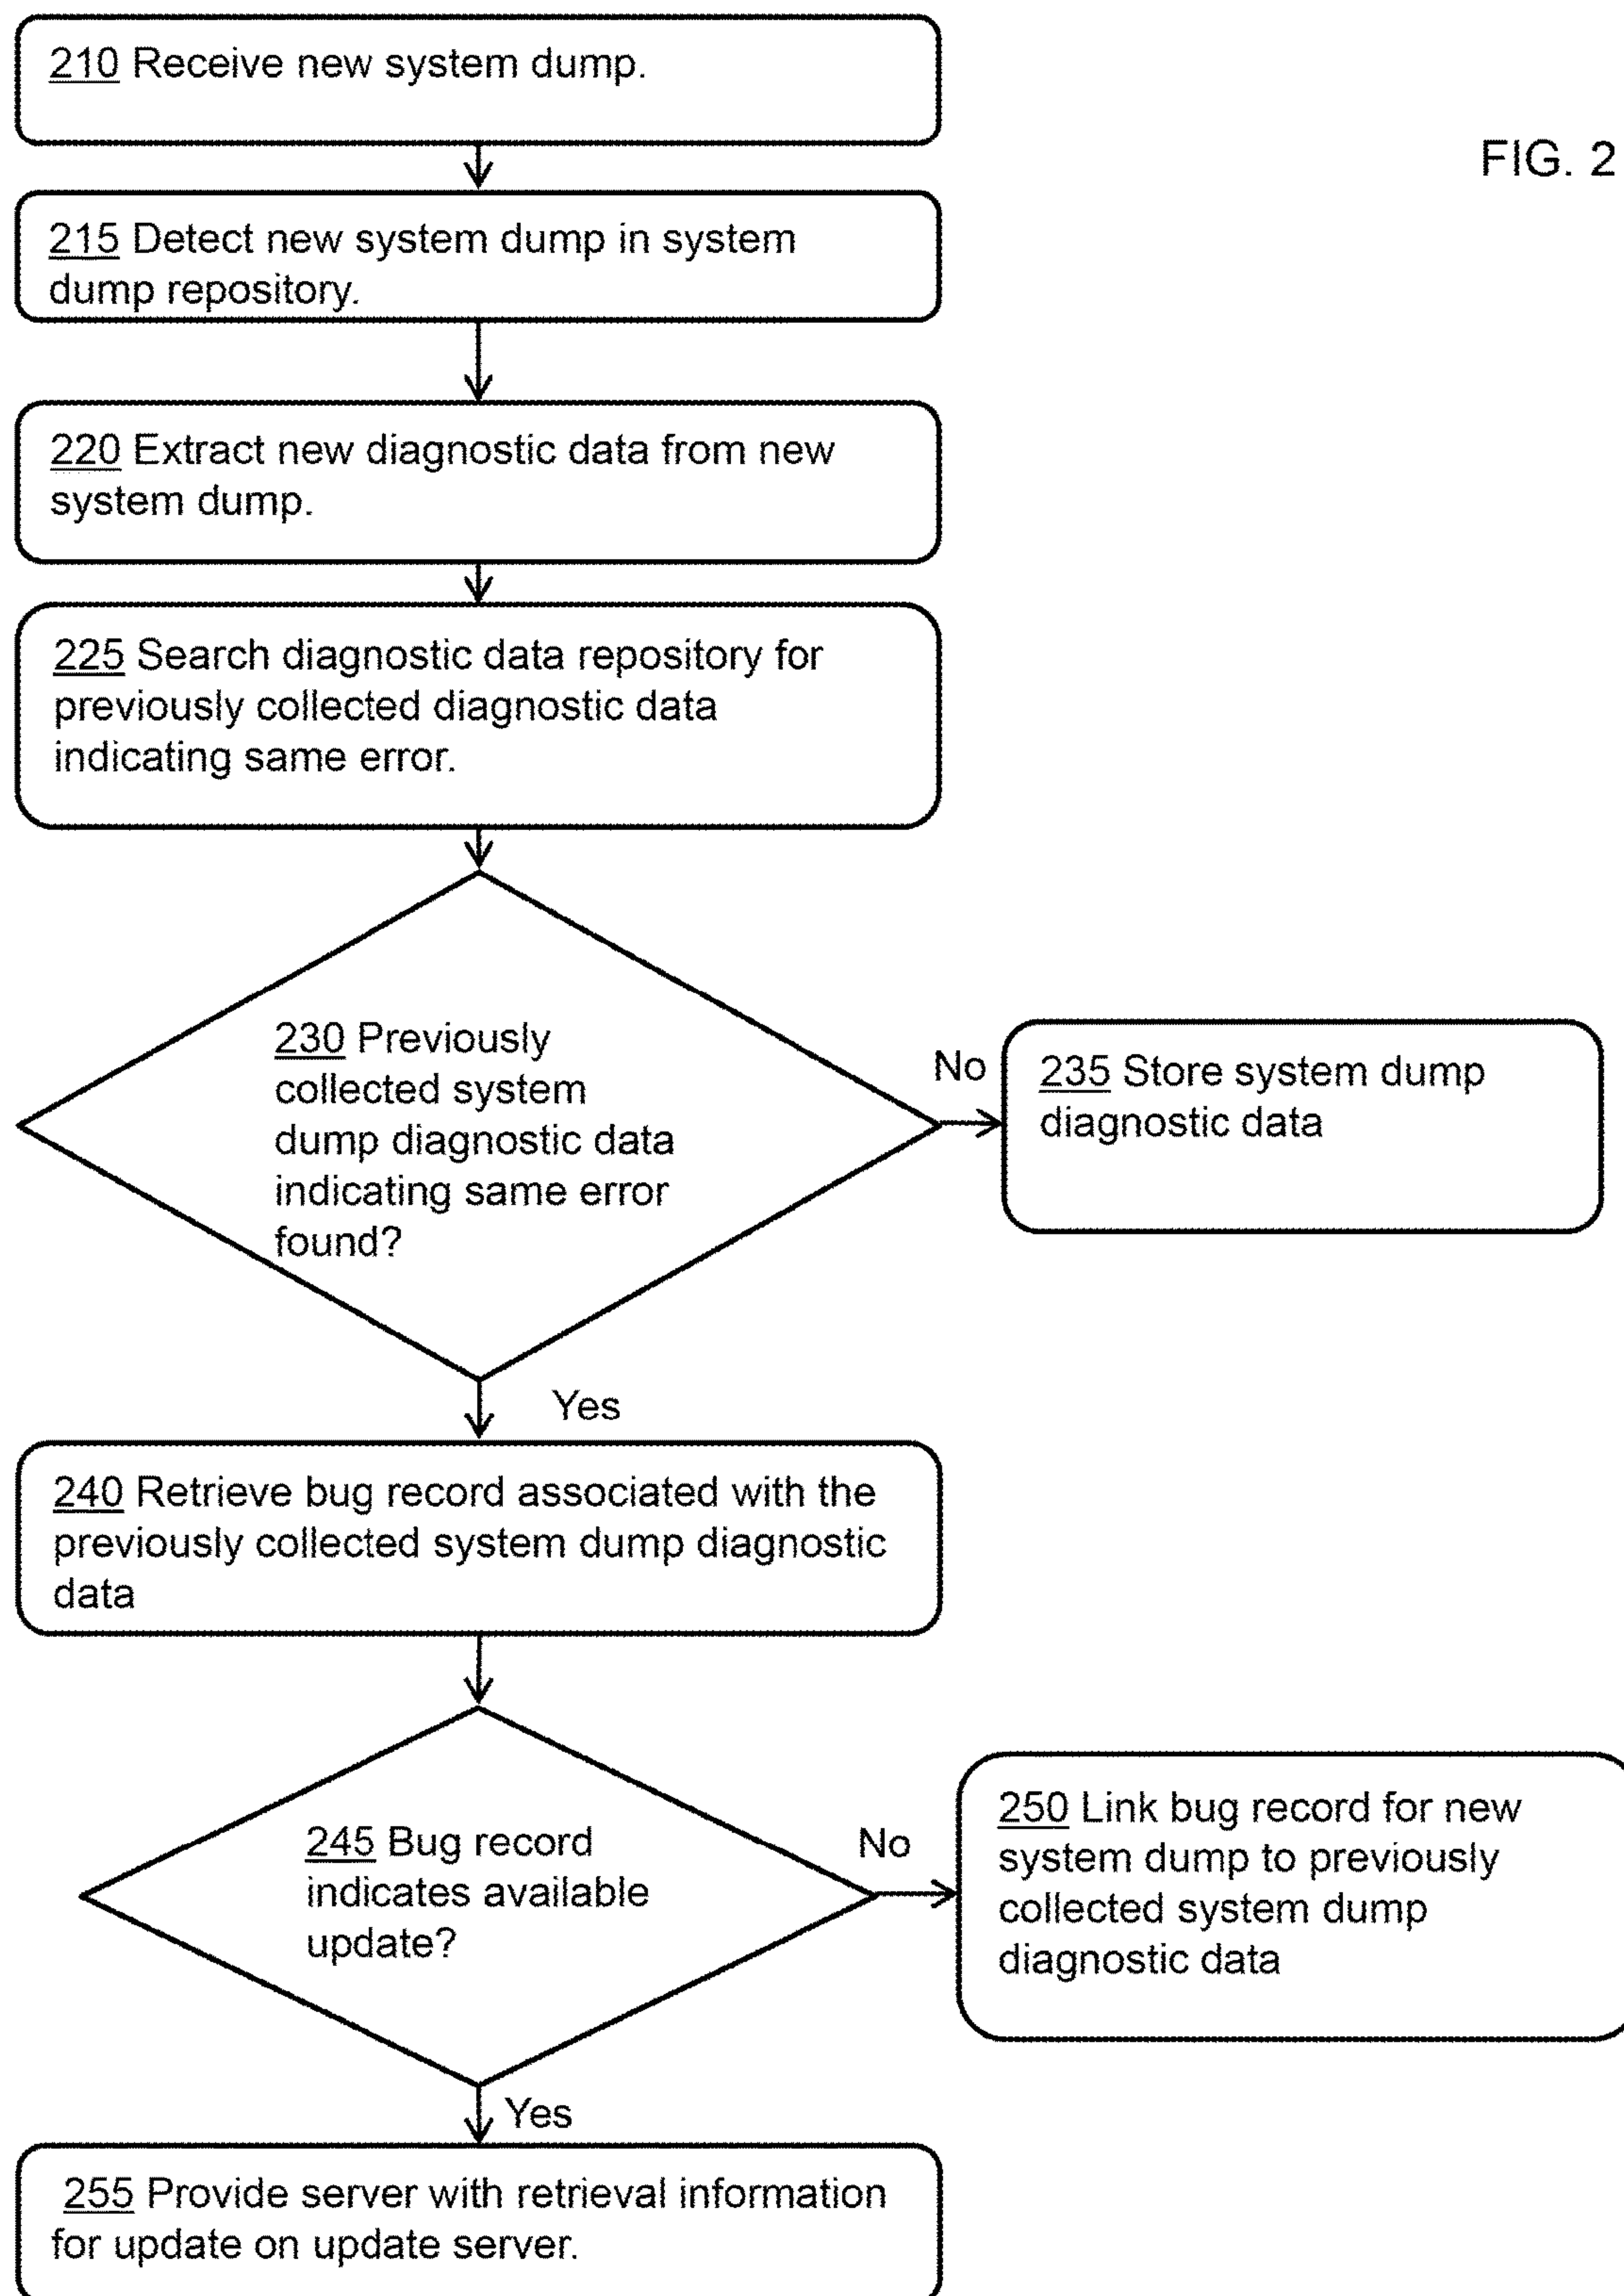 210 Receive new system dump.
FIG. 2
215 Detect new system dump in system
dump repository.
220 Extract new diagnostic data from new
system dump.
225 Search diagnostic data repository for
previously collected diagnostic data
indicating same error.
230 Previously
collected system
dump diagnostic data
indicating same error
found?
No
235 Store system dump
diagnostic data
Yes
240 Retrieve bug record associated with the
previously collected system dump diagnostic
data
245 Bug record
indicates available
update?
No
250 Link bug record for new
system dump to previously
collected system dump
diagnostic data
Yes
255 Provide server with retrieval information
for update on update server.